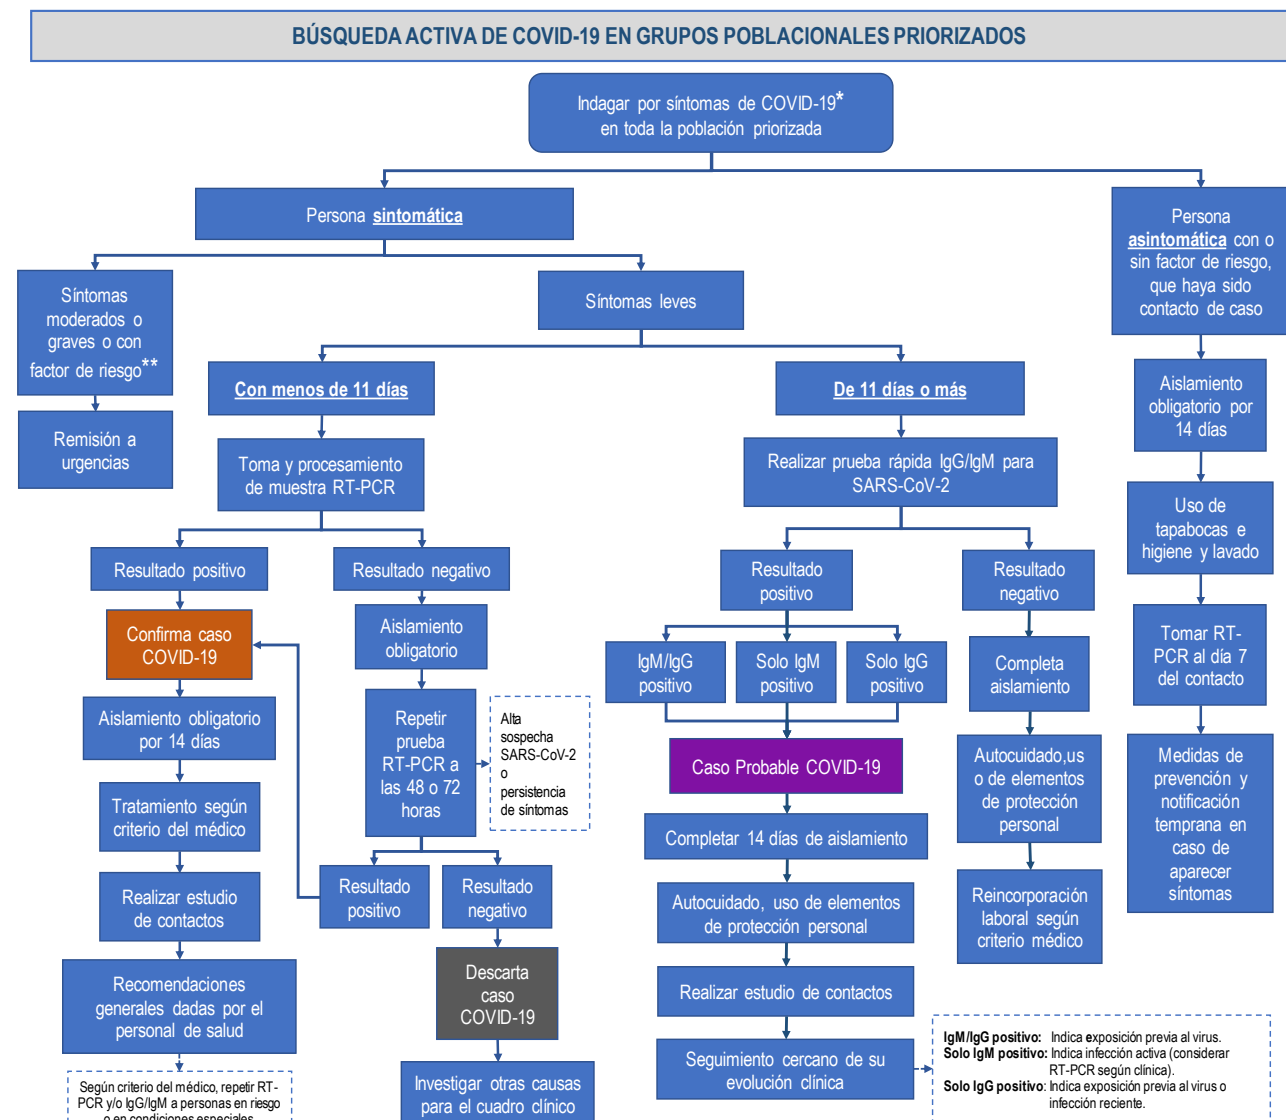 BÚSQUEDA ACTIVA DE COVID-19 EN GRUPOS POBLACIONALES PRIORIZADOS
Indagar por síntomas de COVID-19*
en toda la población priorizada
Persona sintomática
Persona
asintomática con o
sin factor de riesgo,
que haya sido
contacto de caso
Síntomas
moderados o
graves o con
factor de riesgo**
Síntomas leves
Remisión a
urgencias
Con menos de 11 días
De 11 días o más
Aislamiento
obligatorio por
14 días
Toma y procesamiento
de muestra RT-PCR
Realizar prueba rápida IgG/IgM para
SARS-CoV-2
Uso de
tapabocas e
higiene y lavado
Resultado positivo
Resultado negativo
Resultado
positivo
Resultado
negativo
Confirma caso
COVID-19
Aislamiento
obligatorio
IgM/IgG
positivo
Solo IgM
positivo
Solo IgG
positivo
Completa
aislamiento
Tomar RT-
PCR al día 7
del contacto
Aislamiento obligatorio
por 14 días
Repetir
prueba
RT-PCR a
las 48 o 72
horas
Alta
sospecha
SARS-CoV-2
o
persistencia
de síntomas
Caso Probable COVID-19
Autocuidado,us
o de elementos
de protección
personal
Medidas de
prevención y
notificación
temprana en
caso de
aparecer
síntomas
Tratamiento según
criterio del médico
Completar 14 días de aislamiento
Realizar estudio
de contactos
Resultado
positivo
Resultado
negativo
Autocuidado, uso de elementos
de protección personal
Reincorporación
laboral según
criterio médico
Recomendaciones
generales dadas por el
personal de salud
Descarta
caso
COVID-19
Realizar estudio de contactos
Seguimiento cercano de su
evolución clínica
IgM/IgG positivo: Indica exposición previa al virus.
Solo IgM positivo: Indica infección activa (considerar
RT-PCR según clínica).
Solo IgG positivo: Indica exposición previa al virus o
infección reciente.
Investigar otras causas
para el cuadro clínico
Según criterio del médico, repetir RT-
PCR y/o IgG/IgM a personas en riesgo
o en condiciones especiales